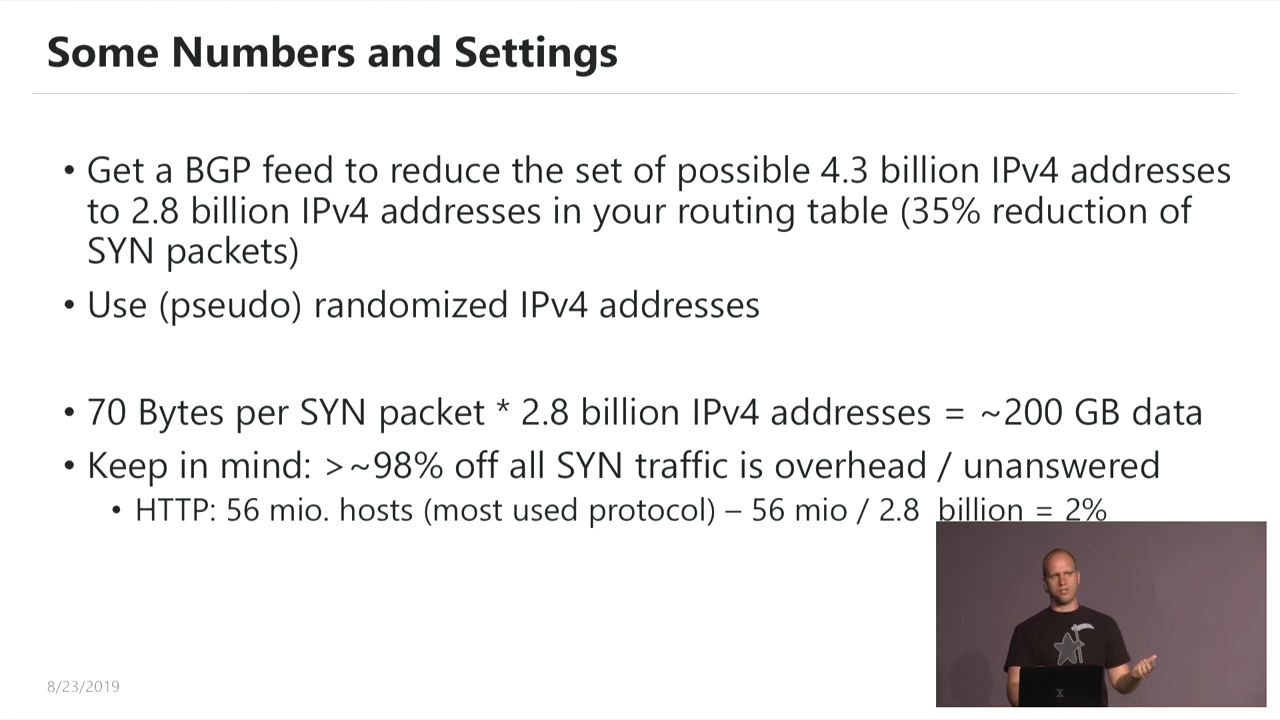 Some Numbers and Settings
• Get a BGP feed to reduce the set of possible 4.3 billion IPv4 addresses
to 2.8 billion IPv4 addresses in your routing table (35% reduction of
SYN packets)
• Use (pseudo) randomized IPv4 addresses
• 70 Bytes per SYN packet * 2.8 billion IPv4 addresses = ~200 GB data
• Keep in mind: >~98% off all SYN traffic is overhead / unanswered
• HTTP: 56 mio. hosts (most used protocol) – 56 mio / 2.8 billion = 2%
8/23/2019